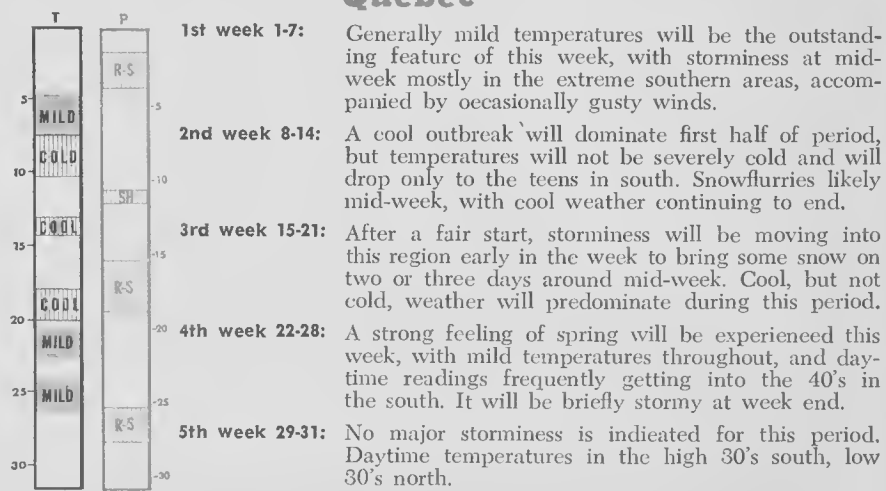 Quebec
T P
1st week 1-7: Generally mild temperatures will be the outstand-
ing feature of this week, with storminess at mid-
week mostly in the extreme southern areas, accom-
panied by occasionally gusty winds.
2nd week 8-14: A cool outbreak will dominate first half of period,
but temperatures will not be severely cold and will
drop only to the teens in south. Snowflurries likely
mid-week, with cool weather continuing to end.
3rd week 15-21: After a fair start, storminess will be moving into
this region early in the week to bring some snow on
two or three days around mid-week. Cool, but not
cold, weather will predominate during this period.
4th week 22-28: A strong feeling of spring will be experienced this
week, with mild temperatures throughout, and day-
time readings frequently getting into the 40's in
the south. It will be briefly stormy at week end.
5th week 29-31: No major storminess is indicated for this period.
Daytime temperatures in the high 30's south, low
30's north.
5
MILD
COLD
10
COOL
15
COOL
20
MILD
25
MILD
30
R-S
-5
-10
SH
-15
R-S
-20
-25
R-S
-30